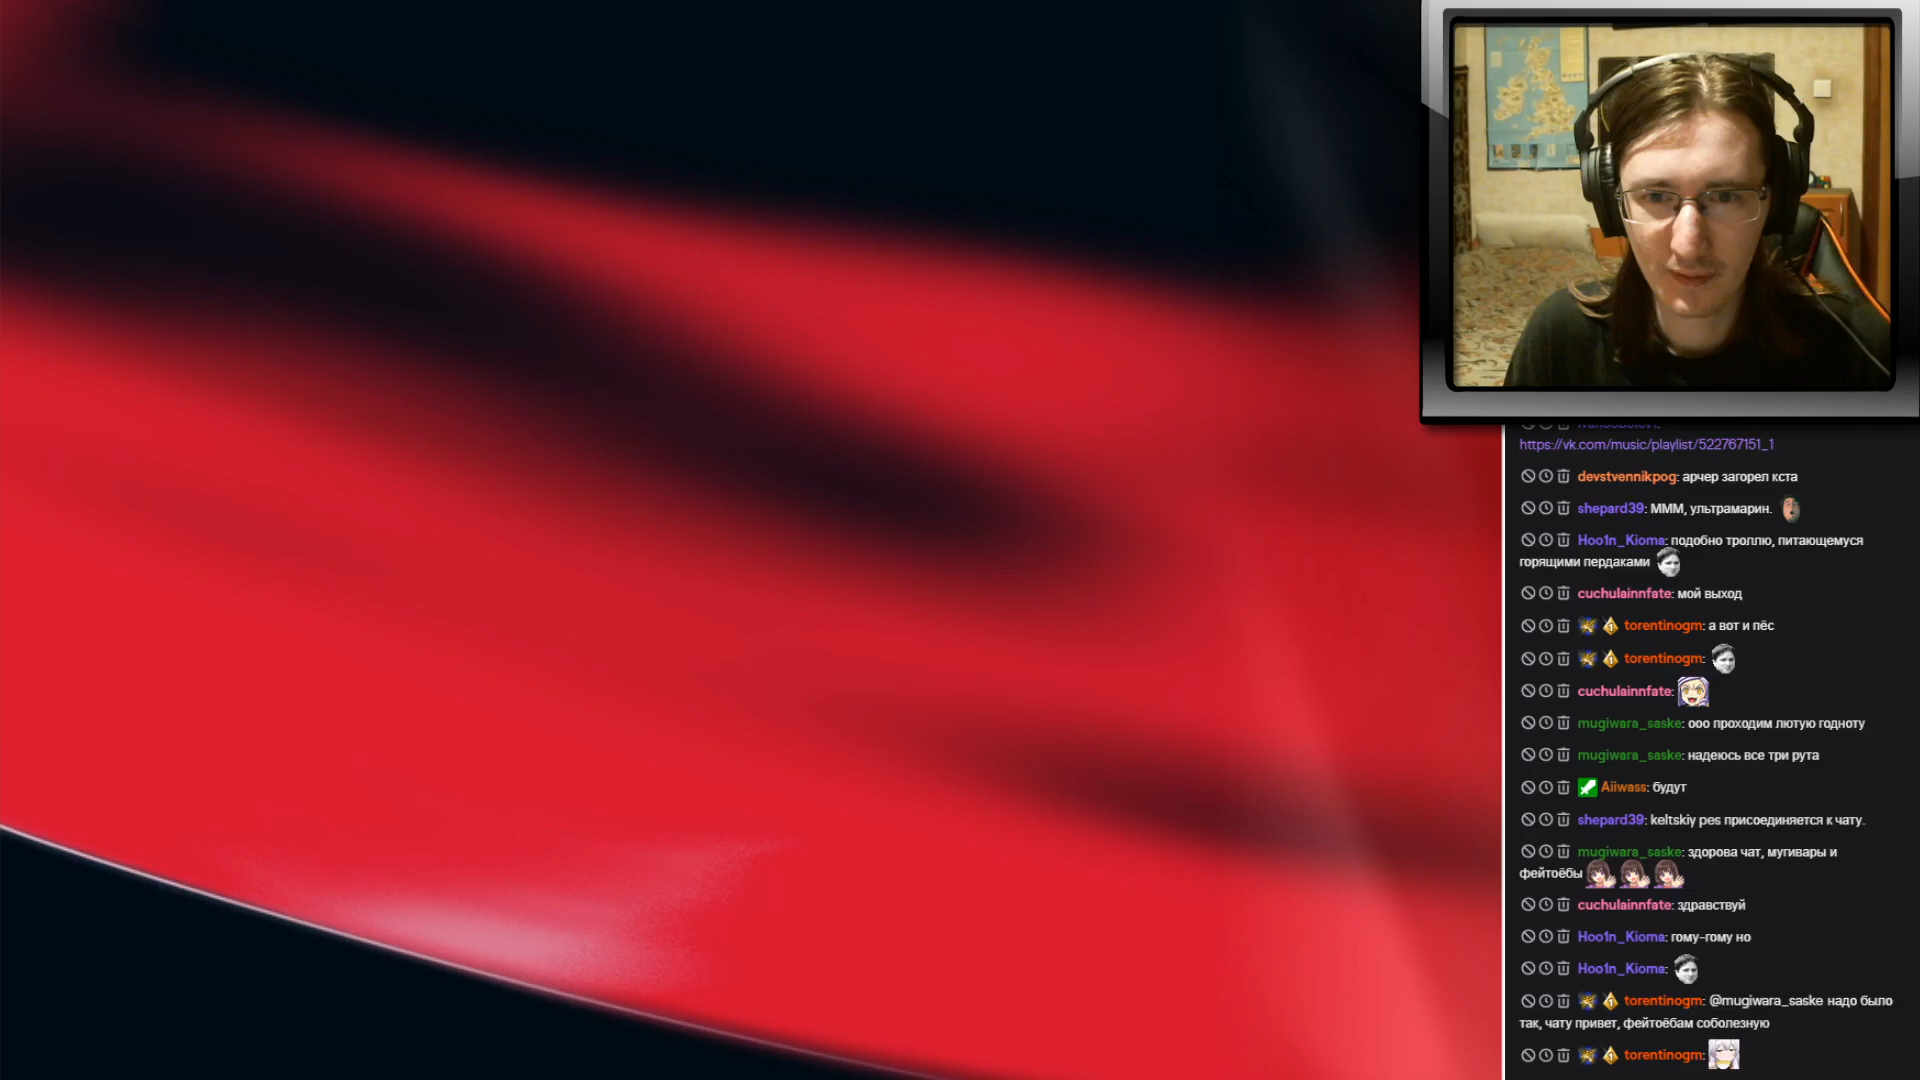 https://vk.com/music/playlist/522767151_1
devstvennikpog: арчер загорел кста
shepard39: МММ, ультрамарин.
Hoo1n_Kioma: подобно троллю, питающемуся
горящими пердаками
cuchulainnfate: мой выход
torentinogm: а вот и пёс
torentinogm:
cuchulainnfate:
mugiwara_saske: ооо проходим лютую годноту
mugiwara_saske: надеюсь все три рута
Aiiwass: будут
shepard39: keltskiy pes присоединяется к чату.
mugiwara_saske: здорова чат, мугивары и
фейтоёбы
cuchulainnfate: здравствуй
Hoo1n_Kioma: гому-гому но
Hoo1n_Kioma:
torentinogm: @mugiwara_saske надо было
так, чату привет, фейтоёбам соболезную
torentinogm: